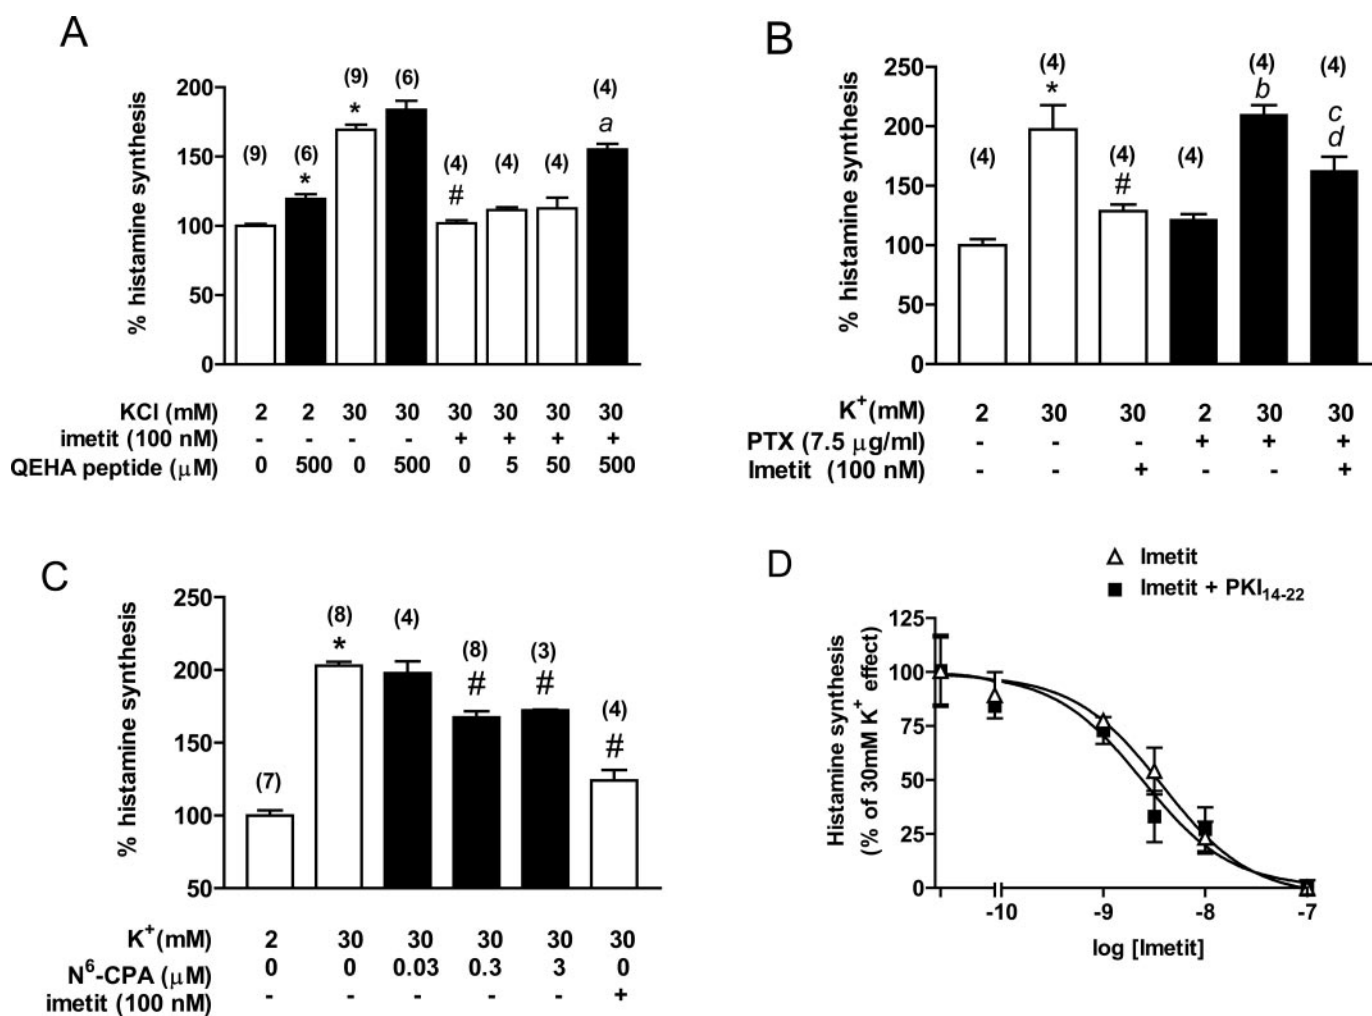 A
% histamine synthesis
200
150
100
50
0
(9) (6) (9) (6) (4) (4) (4) (4)
* * # a
KCl (mM) 2 2 30 30 30 30 30 30
imetit (100 nM) - - - - + + + +
QEHA peptide (μM) 0 500 0 500 0 5 50 500
B
% histamine synthesis
250
200
150
100
50
0
(4) (4) (4) (4) (4) (4)
* # b c
d
K⁺(mM) 2 30 30 2 30 30
PTX (7.5 μg/ml) - - - + + +
Imetit (100 nM) - - + - - +
C
% histamine synthesis
250
200
150
100
50
(7) (8) (4) (8) (3) (4)
* # # #
K⁺(mM) 2 30 30 30 30 30
N⁶-CPA (μM) 0 0 0.03 0.3 3 0
imetit (100 nM) - - - - - +
D
Imetit
Imetit + PKI₁₄₋₂₂
Histamine synthesis
(% of 30mM K⁺ effect)
125
100
75
50
25
0
-10 -9 -8 -7
log [Imetit]